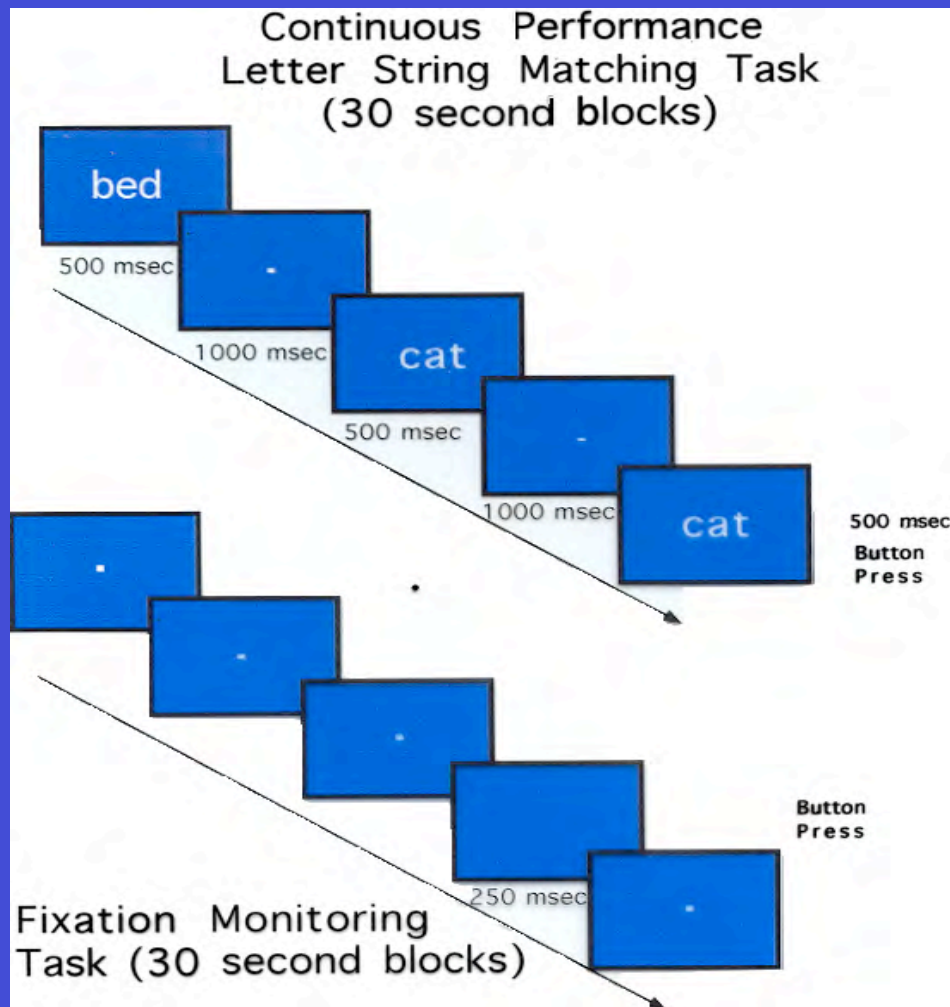 Continuous Performance
Letter String Matching Task
(30 second blocks)
bed
500 msec
1000 msec
cat
500 msec
1000 msec
cat
500 msec
Button
Press
Button
Press
250 msec
Fixation Monitoring
Task (30 second blocks)